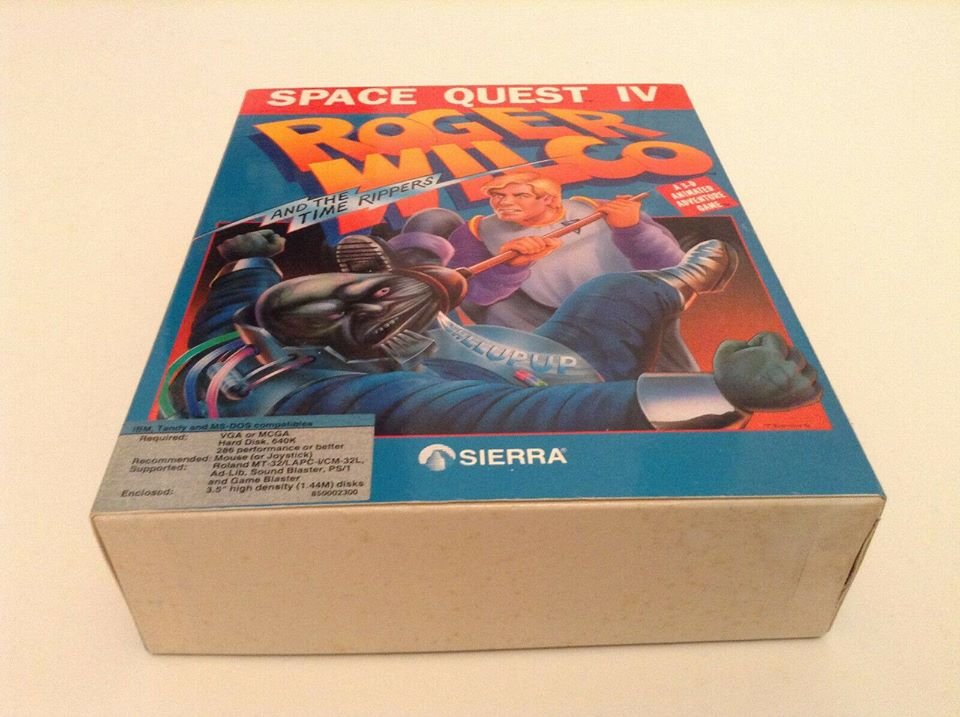 SPACE QUEST IV
ROGER
WILCO
AND THE
TIME RIPPERS
A 3-D
ANIMATED
ADVENTURE
GAME
IBM, Tandy and MS-DOS compatibles
Required: VGA or MCGA
Hard Disk, 640K
286 performance or better
Recommended: Mouse (or Joystick)
Supported: Roland MT-32/LAPC-I/CM-32L,
Ad-Lib, Sound Blaster, PS/1
and Game Blaster
Enclosed: 3.5" high density (1.44M) disks
850002300
SIERRA®